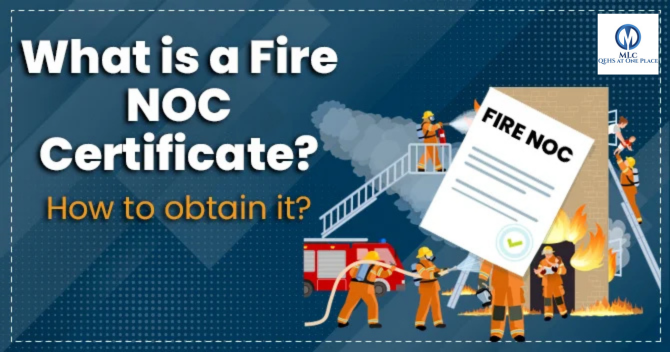 What is a Fire
NOC
Certificate?
How to obtain it?
FIRE NOC
MLC
QEHS AT ONE PLACE